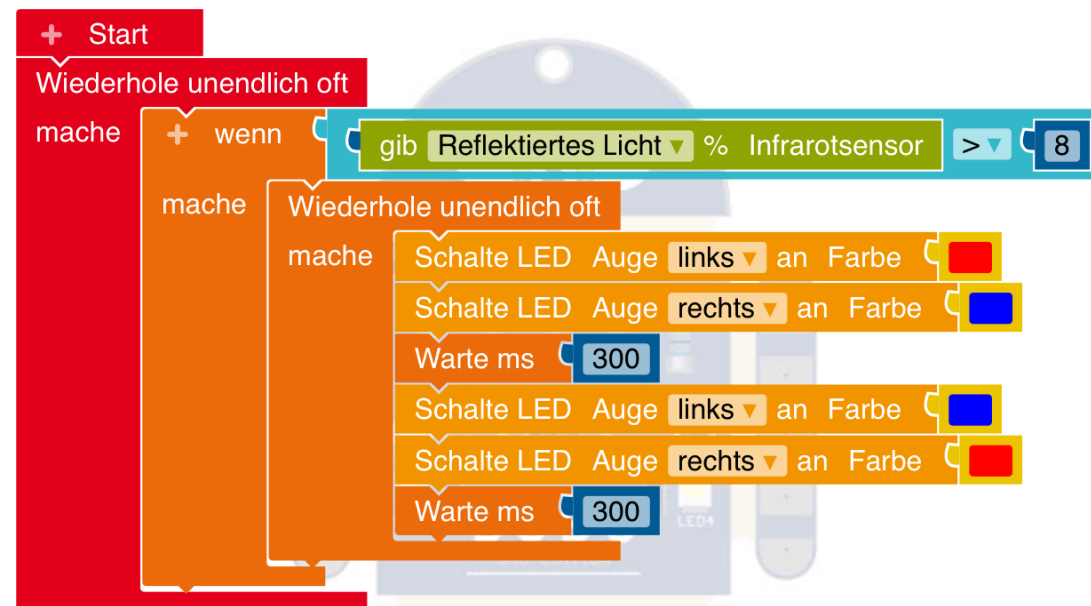 + Start
Wiederhole unendlich oft
mache + wenn gib Reflektiertes Licht ▾ % Infrarotsensor > ▾ 8
mache Wiederhole unendlich oft
mache Schalte LED Auge links ▾ an Farbe
Schalte LED Auge rechts ▾ an Farbe
Warte ms 300
Schalte LED Auge links ▾ an Farbe
Schalte LED Auge rechts ▾ an Farbe
Warte ms 300
LED4